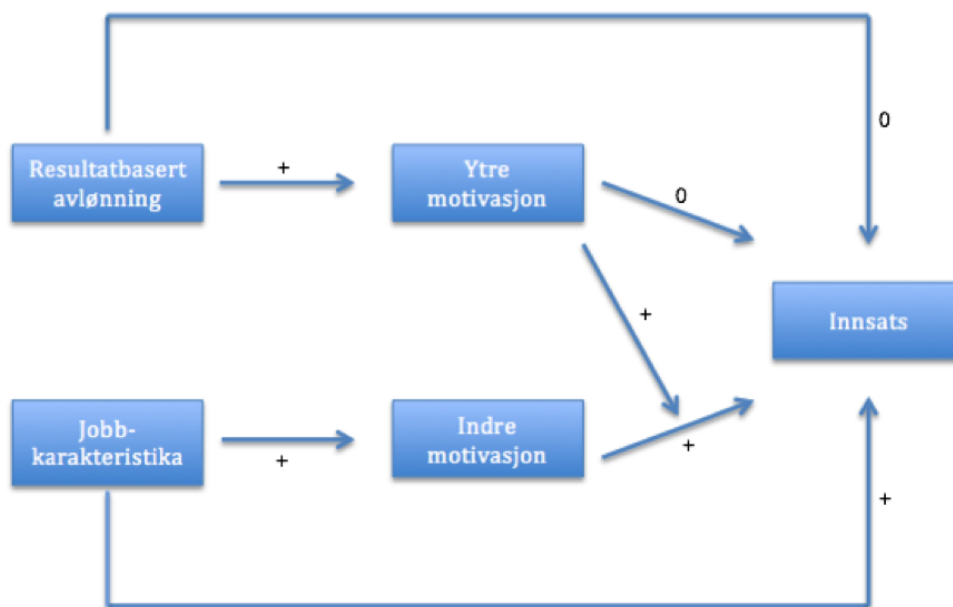 0
Resultatbasert
avlønning
+
Ytre
motivasjon
0
+
Innsats
Jobb-
karakteristika
+
Indre
motivasjon
+
+